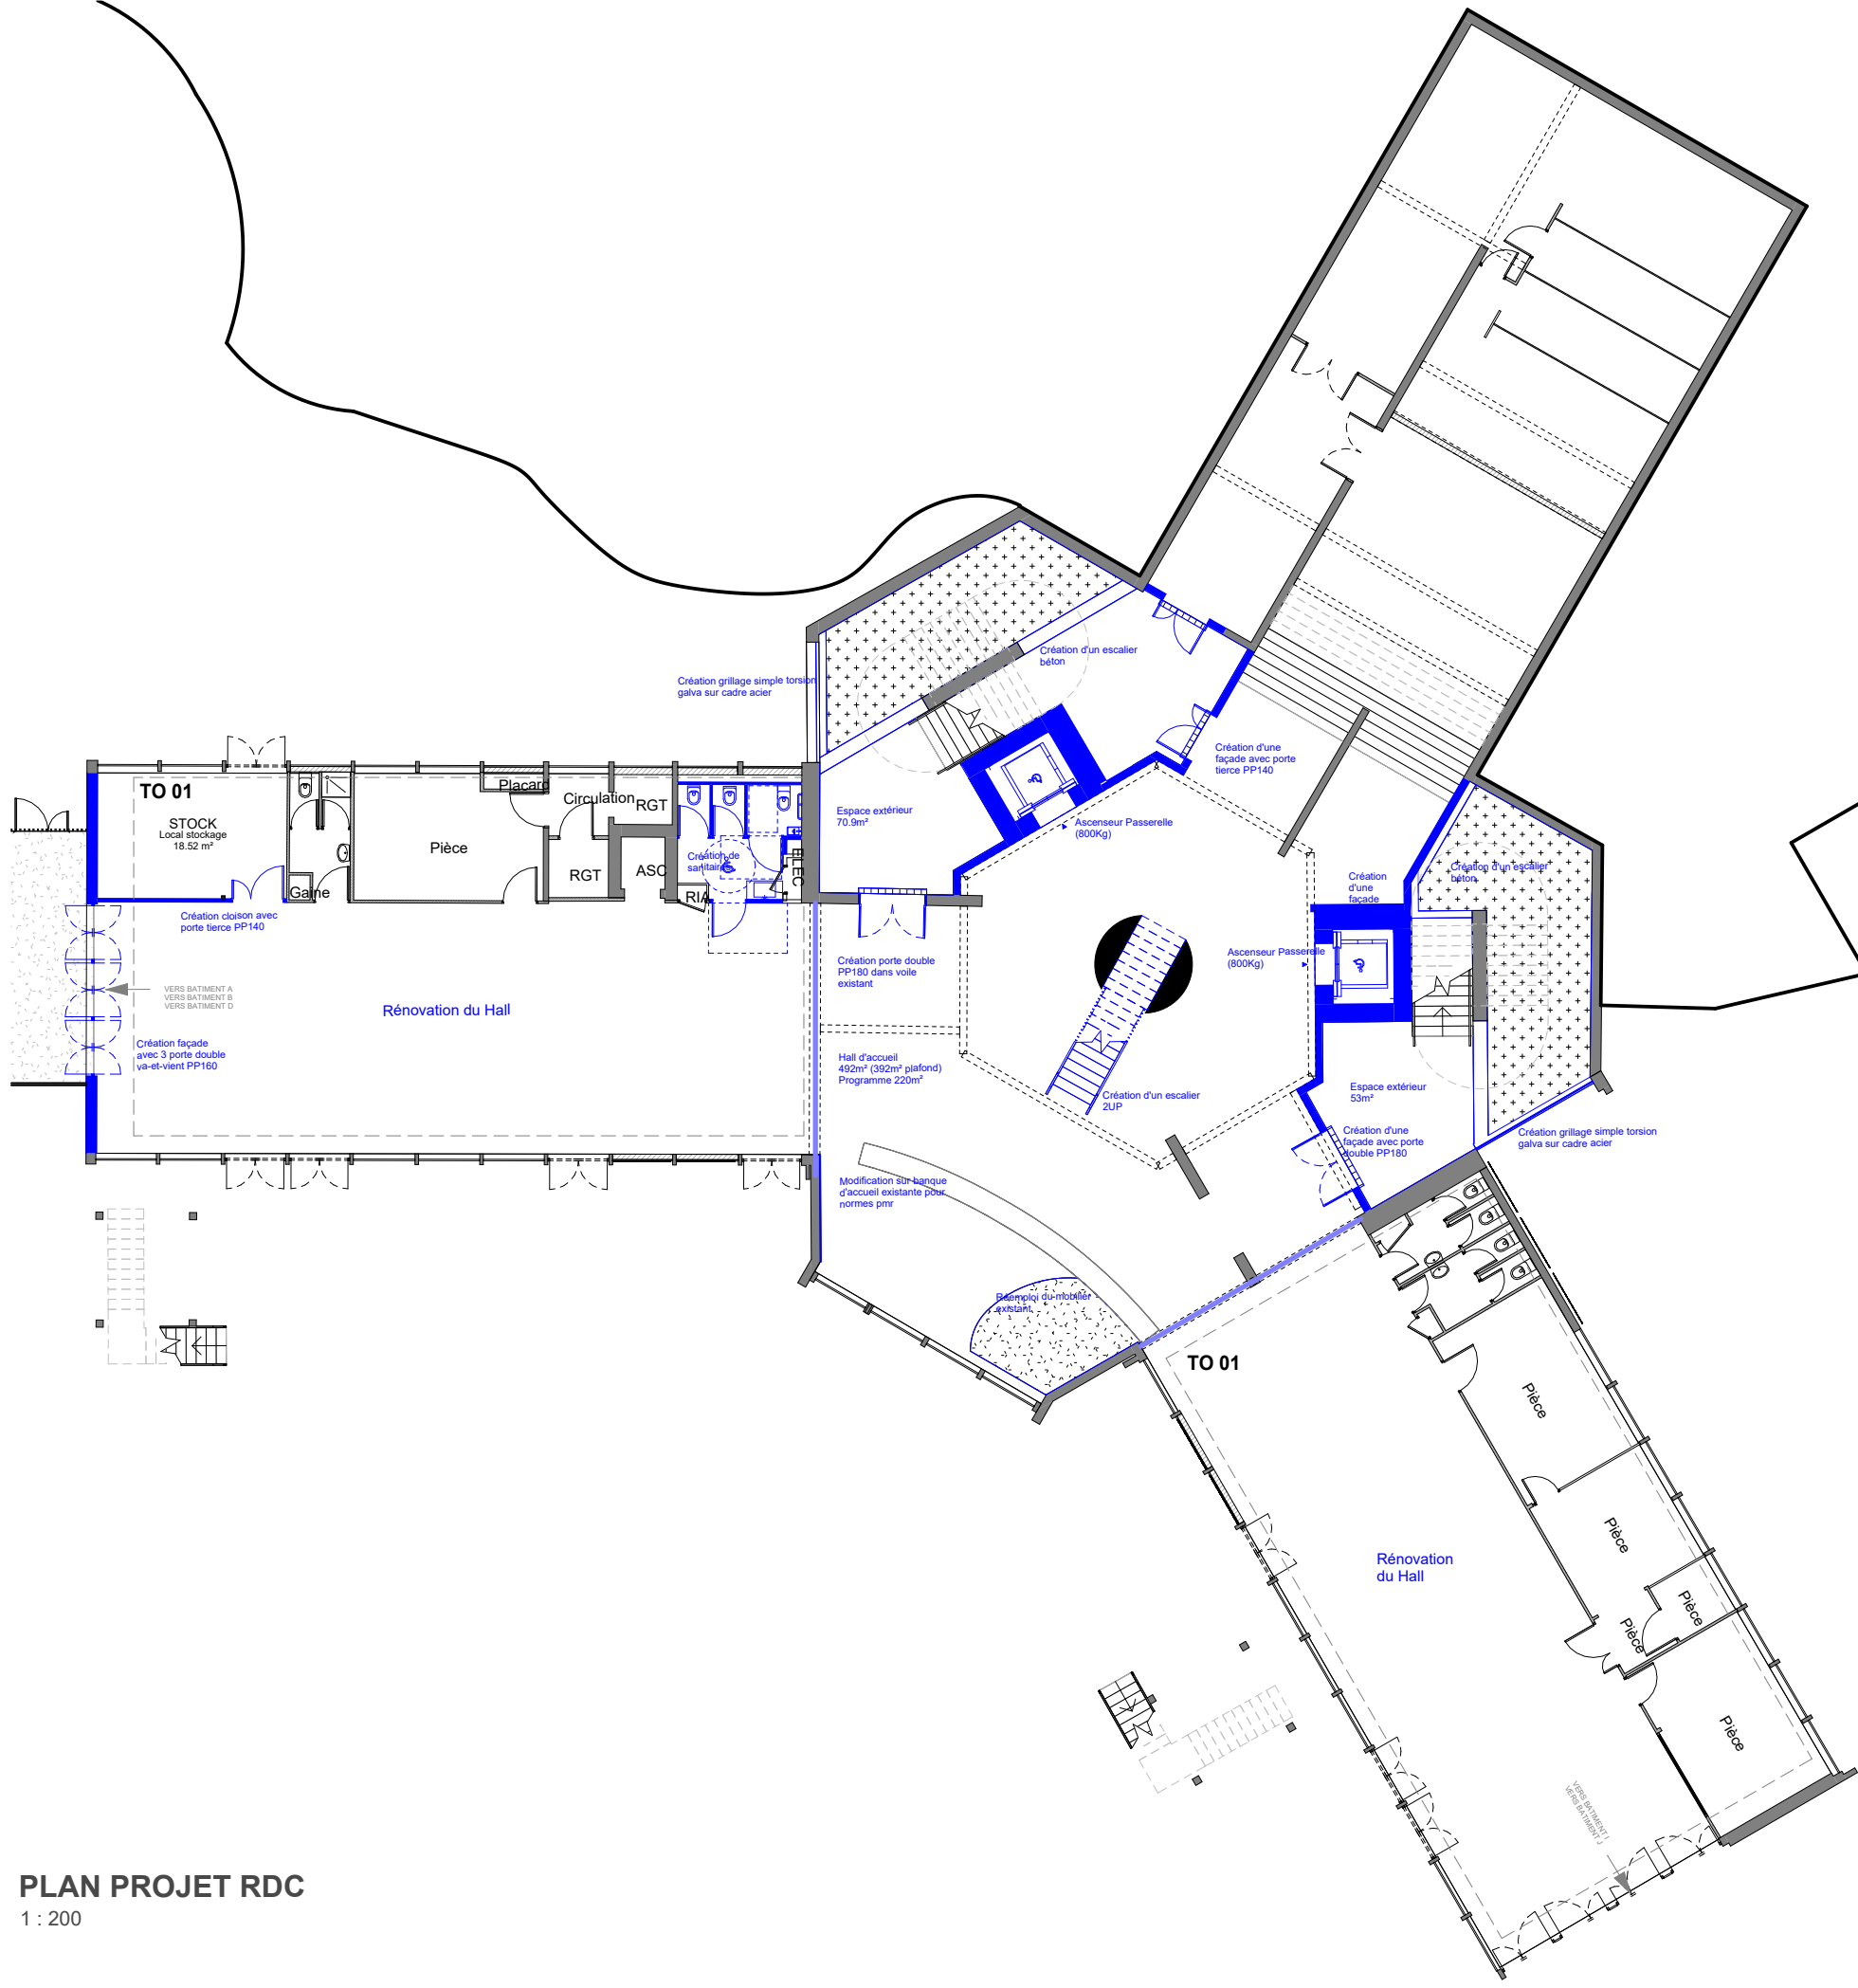 Création d'un escalier
béton
Création grillage simple torsion
galva sur cadre acier
Création d'une
façade avec porte
tierce PP140
TO 01
STOCK
Local stockage
18.52 m²
Placard
Circulation
RGT
Pièce
RGT
ASC
Gaine
RIA
ELEC
Création de
sanitaires
Espace extérieur
70.9m²
Ascenseur Passerelle
(800Kg)
Création d'un escalier
béton
Création
d'une
façade
Création cloison avec
porte tierce PP140
Création porte double
PP180 dans voile
existant
Ascenseur Passerelle
(800Kg)
VERS BATIMENT A
VERS BATIMENT B
VERS BATIMENT D
Rénovation du Hall
Création façade
avec 3 porte double
va-et-vient PP160
Hall d'accueil
492m² (392m² plafond)
Programme 220m²
Création d'un escalier
2UP
Espace extérieur
53m²
Création d'une
façade avec porte
double PP180
Création grillage simple torsion
galva sur cadre acier
Modification sur banque
d'accueil existante pour
normes pmr
Réemploi du mobilier
existant
TO 01
Pièce
Pièce
Rénovation
du Hall
Pièce
Pièce
Pièce
VERS BATIMENT I
VERS BATIMENT J
PLAN PROJET RDC
1 : 200